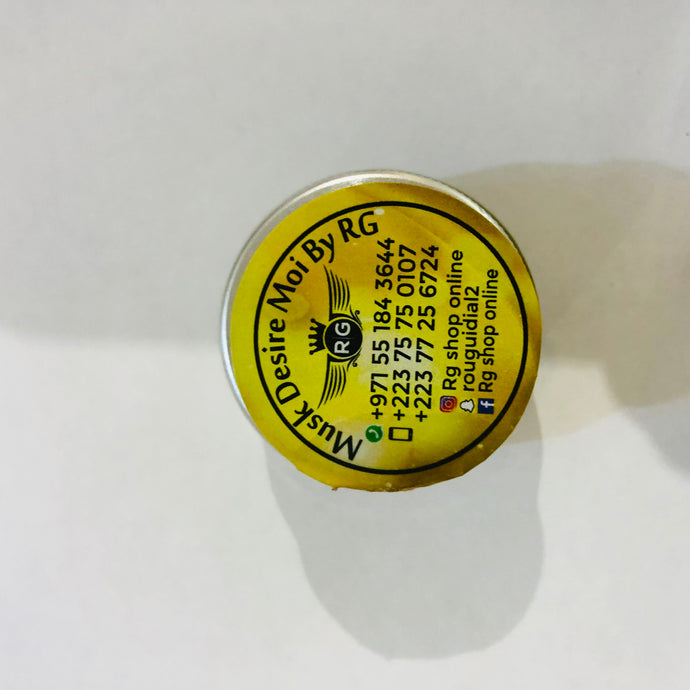 Musk Desire Moi By RG
RG
+971 55 184 3644
+223 75 75 0107
+223 77 25 6724
Rg shop online
rouguidial2
Rg shop online